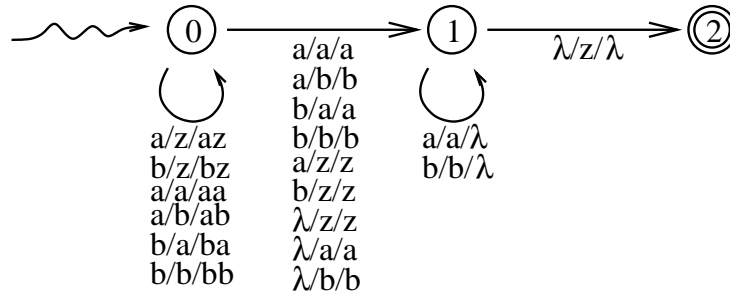 0
1
2
λ/z/λ
a/a/a
a/b/b
b/a/a
b/b/b
a/z/z
b/z/z
λ/z/z
λ/a/a
λ/b/b
a/z/az
b/z/bz
a/a/aa
a/b/ab
b/a/ba
b/b/bb
a/a/λ
b/b/λ